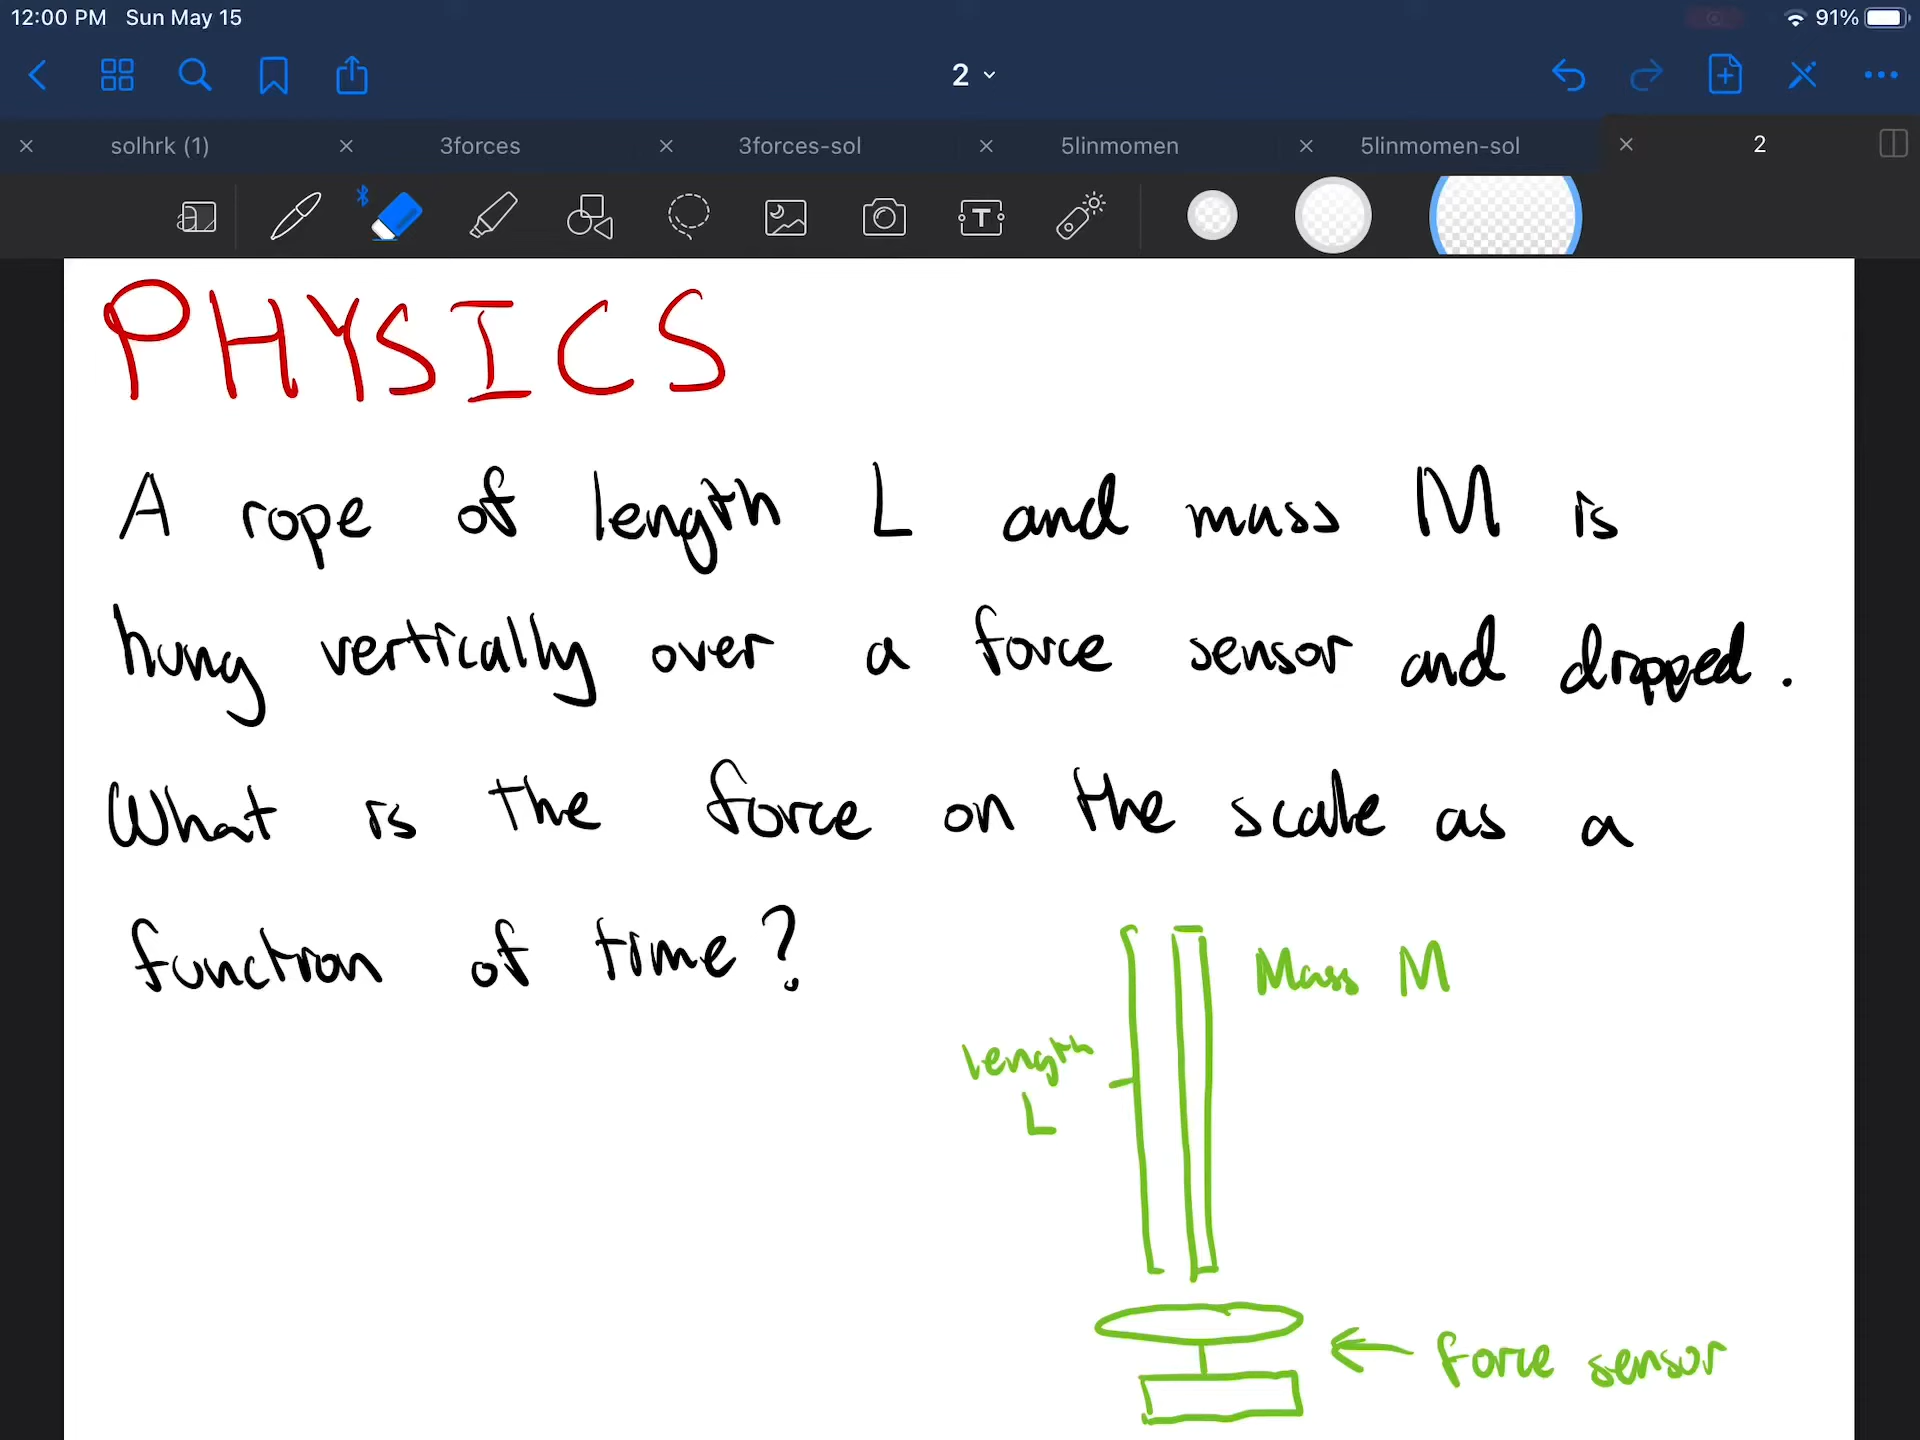 12:00 PM Sun May 15 91%
2
solhrk (1) 3forces 3forces-sol 5linmomen 5linmomen-sol 2
T
PHYSICS
A rope of length L and mass M is
hung vertically over a force sensor and dropped.
What is the force on the scale as a
function of time?
Mass M
length
L
force sensor